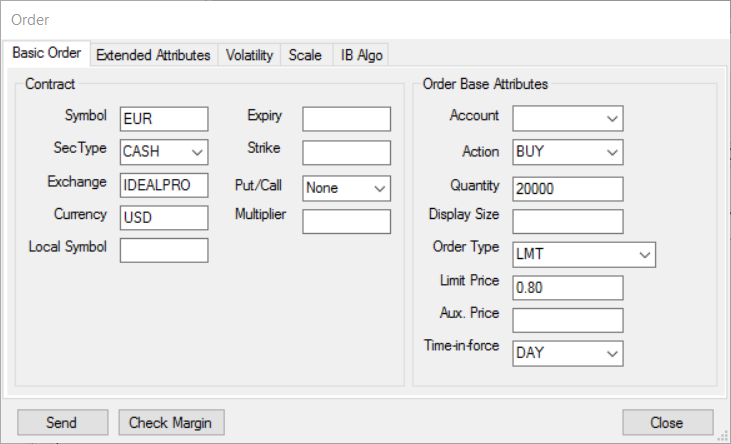 Order
Basic Order Extended Attributes Volatility Scale IB Algo
Contract
Symbol EUR Expiry
SecType CASH Strike
Exchange IDEALPRO Put/Call None
Currency USD Multiplier
Local Symbol
Order Base Attributes
Account
Action BUY
Quantity 20000
Display Size
Order Type LMT
Limit Price 0.80
Aux. Price
Time-in-force DAY
Send Check Margin Close